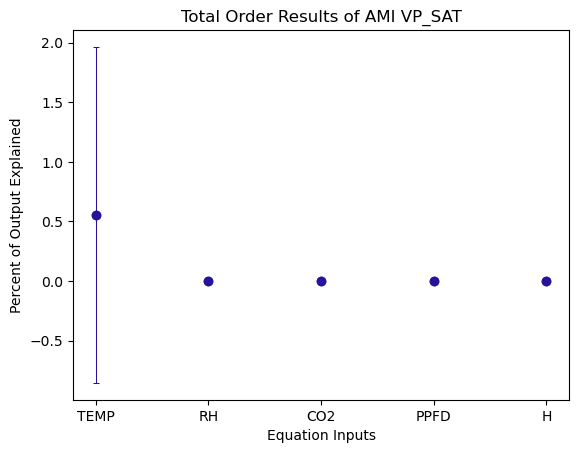 Total Order Results of AMI VP_SAT
Percent of Output Explained
2.0
1.5
1.0
0.5
0.0
−0.5
TEMP RH CO2 PPFD H
Equation Inputs